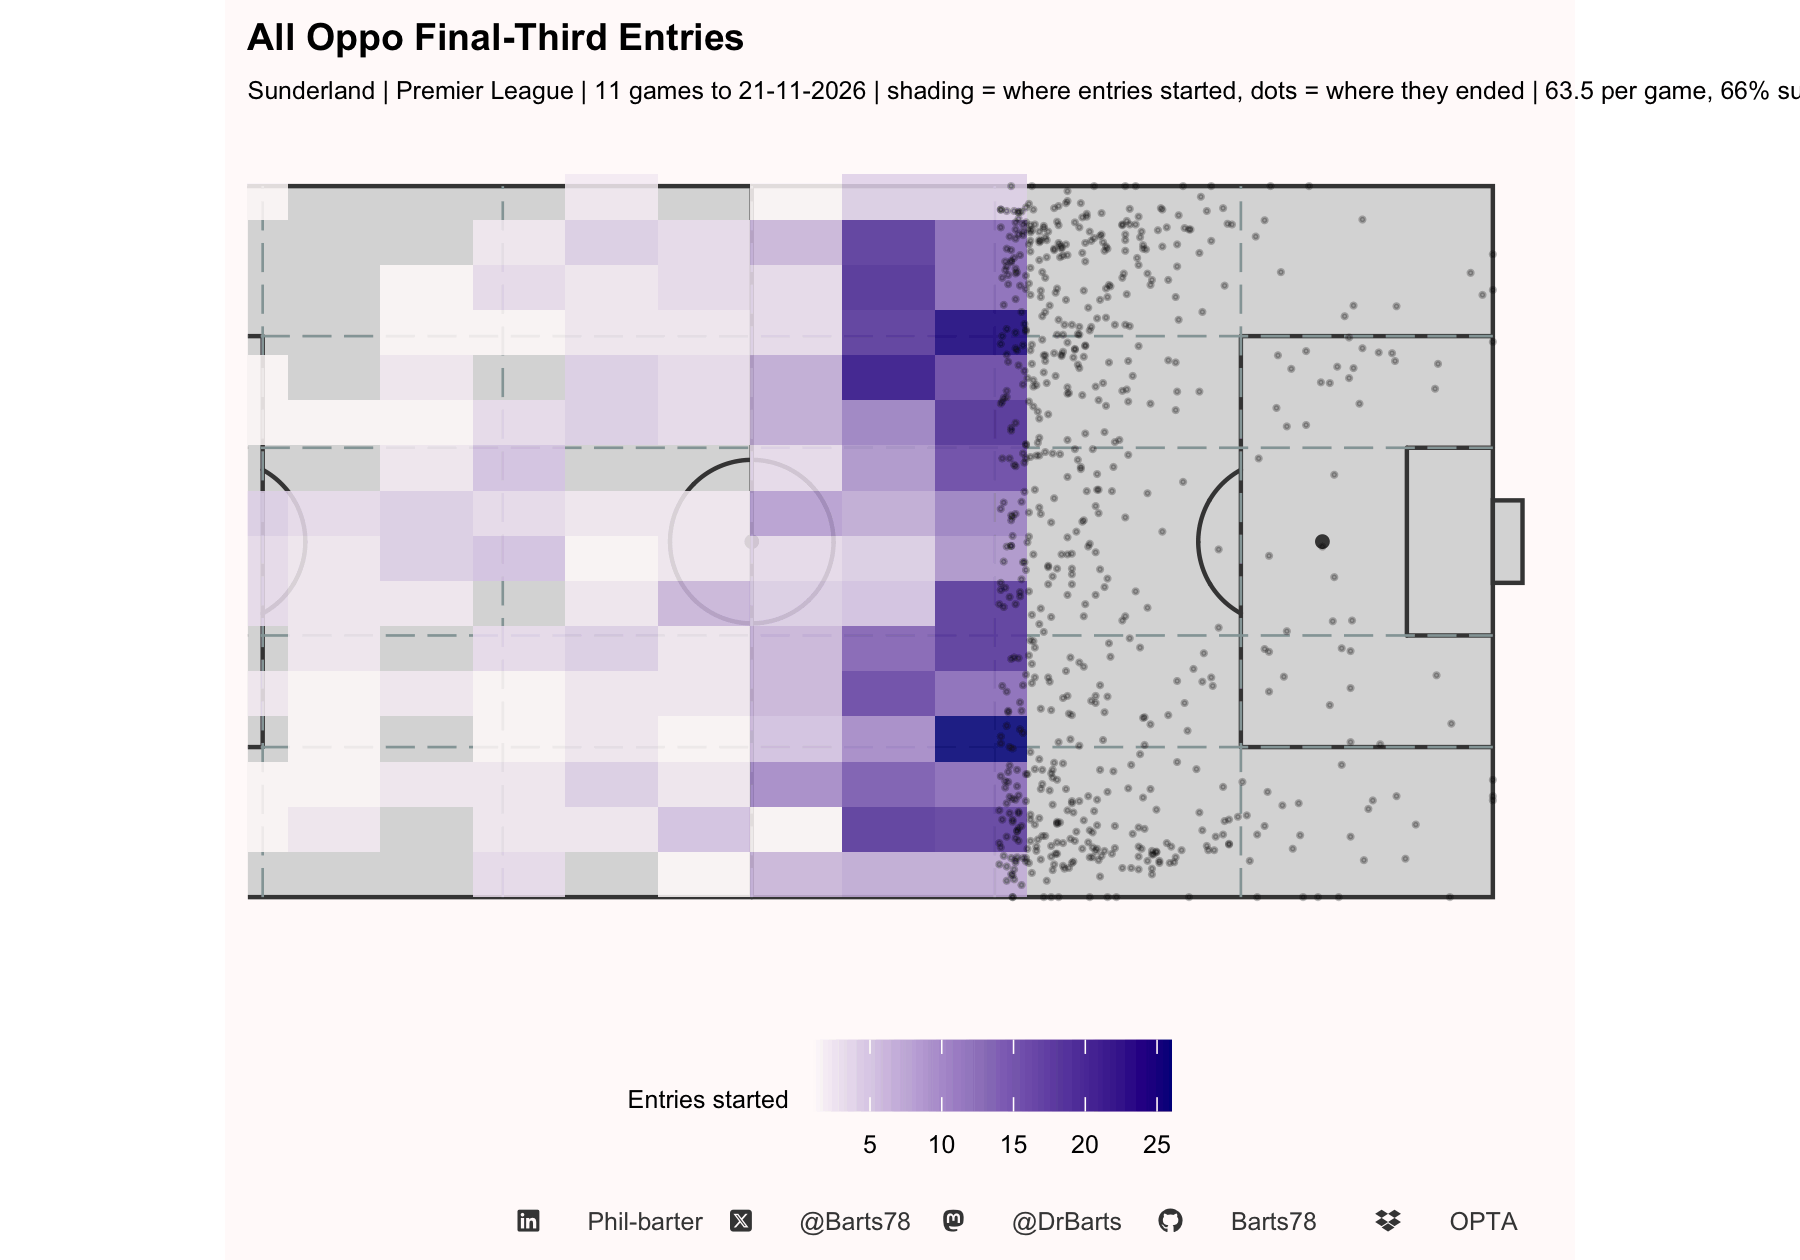 All Oppo Final-Third Entries
Sunderland | Premier League | 11 games to 21-11-2026 | shading = where entries started, dots = where they ended | 63.5 per game, 66% su
Entries started
5 10 15 20 25
Phil-barter @Barts78 @DrBarts Barts78 OPTA